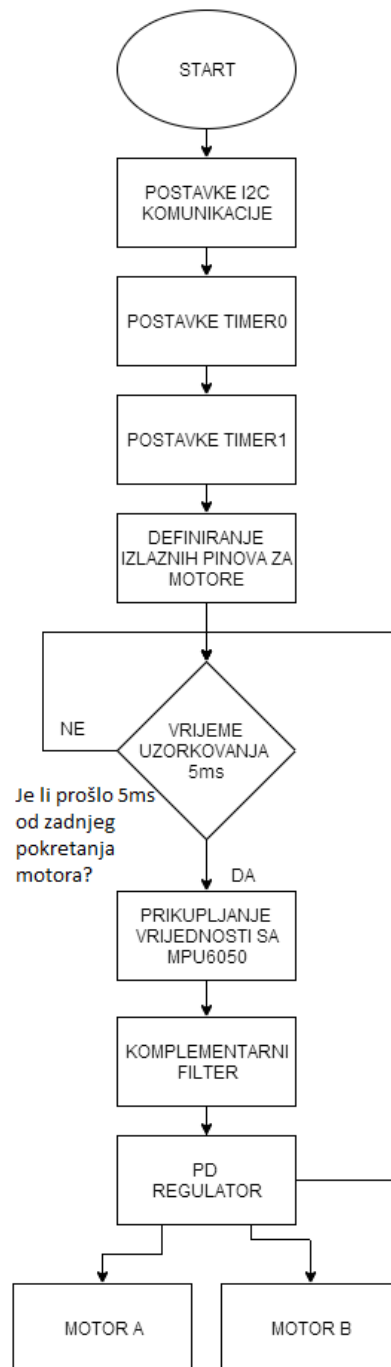 START
POSTAVKE I2C
KOMUNIKACIJE
POSTAVKE TIMER0
POSTAVKE TIMER1
DEFINIRANJE
IZLAZNIH PINOVA ZA
MOTORE
NE
VRIJEME
UZORKOVANJA
5ms
Je li prošlo 5ms
od zadnjeg
pokretanja
motora?
DA
PRIKUPLJANJE
VRIJEDNOSTI SA
MPU6050
KOMPLEMENTARNI
FILTER
PD
REGULATOR
MOTOR A
MOTOR B